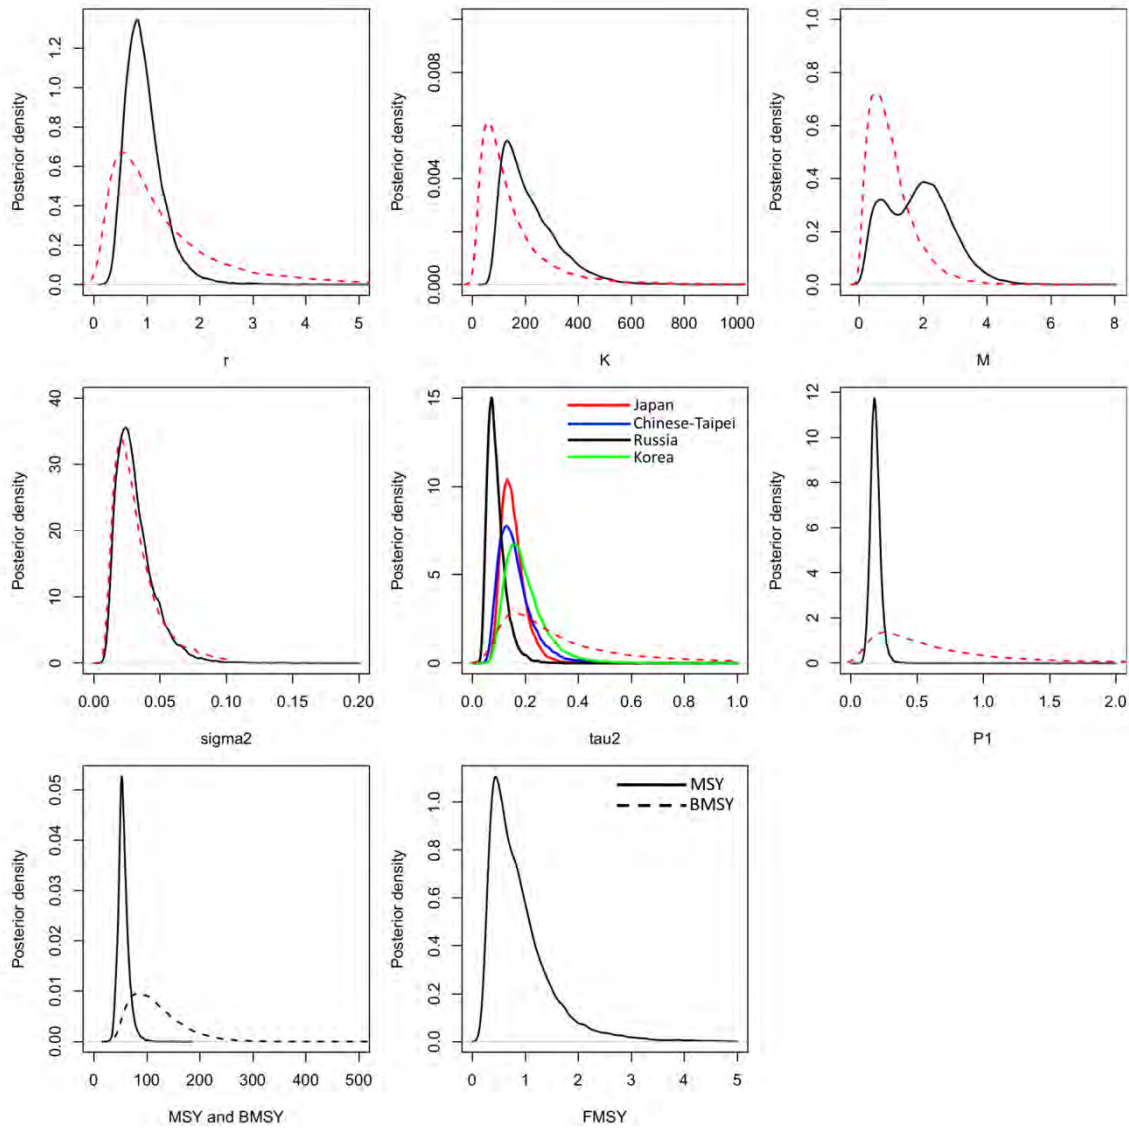 Posterior density
0.0 0.2 0.4 0.6 0.8 1.0 1.2
0 1 2 3 4 5
r
Posterior density
0.000 0.004 0.008
0 200 400 600 800 1000
K
Posterior density
0.0 0.2 0.4 0.6 0.8 1.0
0 2 4 6 8
M
Posterior density
0 10 20 30 40
0.00 0.05 0.10 0.15 0.20
sigma2
Posterior density
0 5 10 15
Japan
Chinese-Taipei
Russia
Korea
0.0 0.2 0.4 0.6 0.8 1.0
tau2
Posterior density
0 2 4 6 8 10 12
0.0 0.5 1.0 1.5 2.0
P1
Posterior density
0.00 0.01 0.02 0.03 0.04 0.05
0 100 200 300 400 500
MSY and BMSY
Posterior density
0.0 0.2 0.4 0.6 0.8 1.0
MSY
BMSY
0 1 2 3 4 5
FMSY